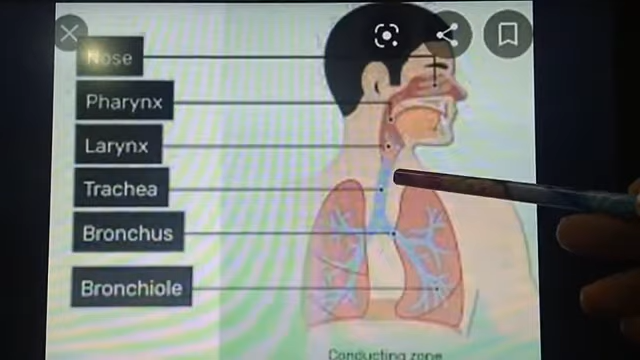 Nose
Pharynx
Larynx
Trachea
Bronchus
Bronchiole
Conducting zone